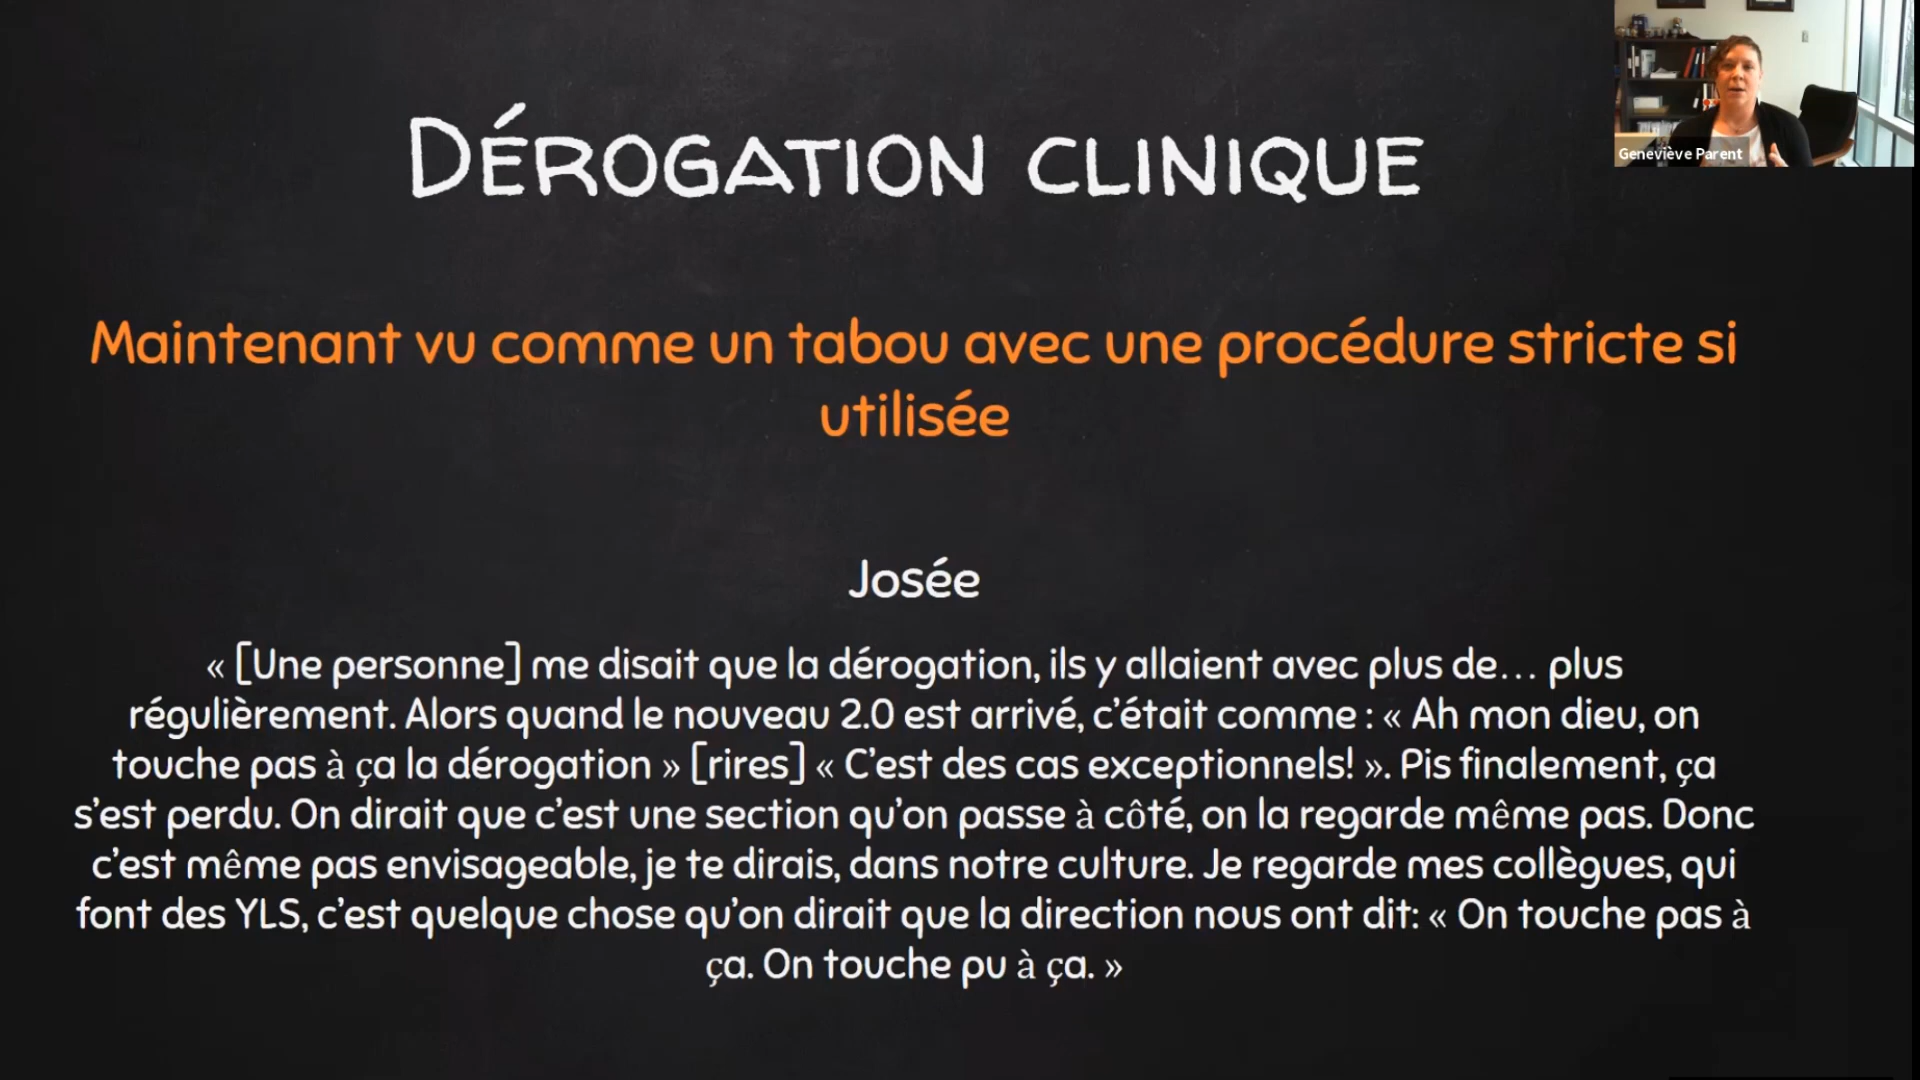 Geneviève Parent
DÉROGATION CLINIQUE
Maintenant vu comme un tabou avec une procédure stricte si
utilisée
Josée
« [Une personne] me disait que la dérogation, ils y allaient avec plus de… plus
régulièrement. Alors quand le nouveau 2.0 est arrivé, c’était comme : « Ah mon dieu, on
touche pas à ça la dérogation » [rires] « C’est des cas exceptionnels! ». Pis finalement, ça
s’est perdu. On dirait que c’est une section qu’on passe à côté, on la regarde même pas. Donc
c’est même pas envisageable, je te dirais, dans notre culture. Je regarde mes collègues, qui
font des YLS, c’est quelque chose qu’on dirait que la direction nous ont dit: « On touche pas à
ça. On touche pu à ça. »